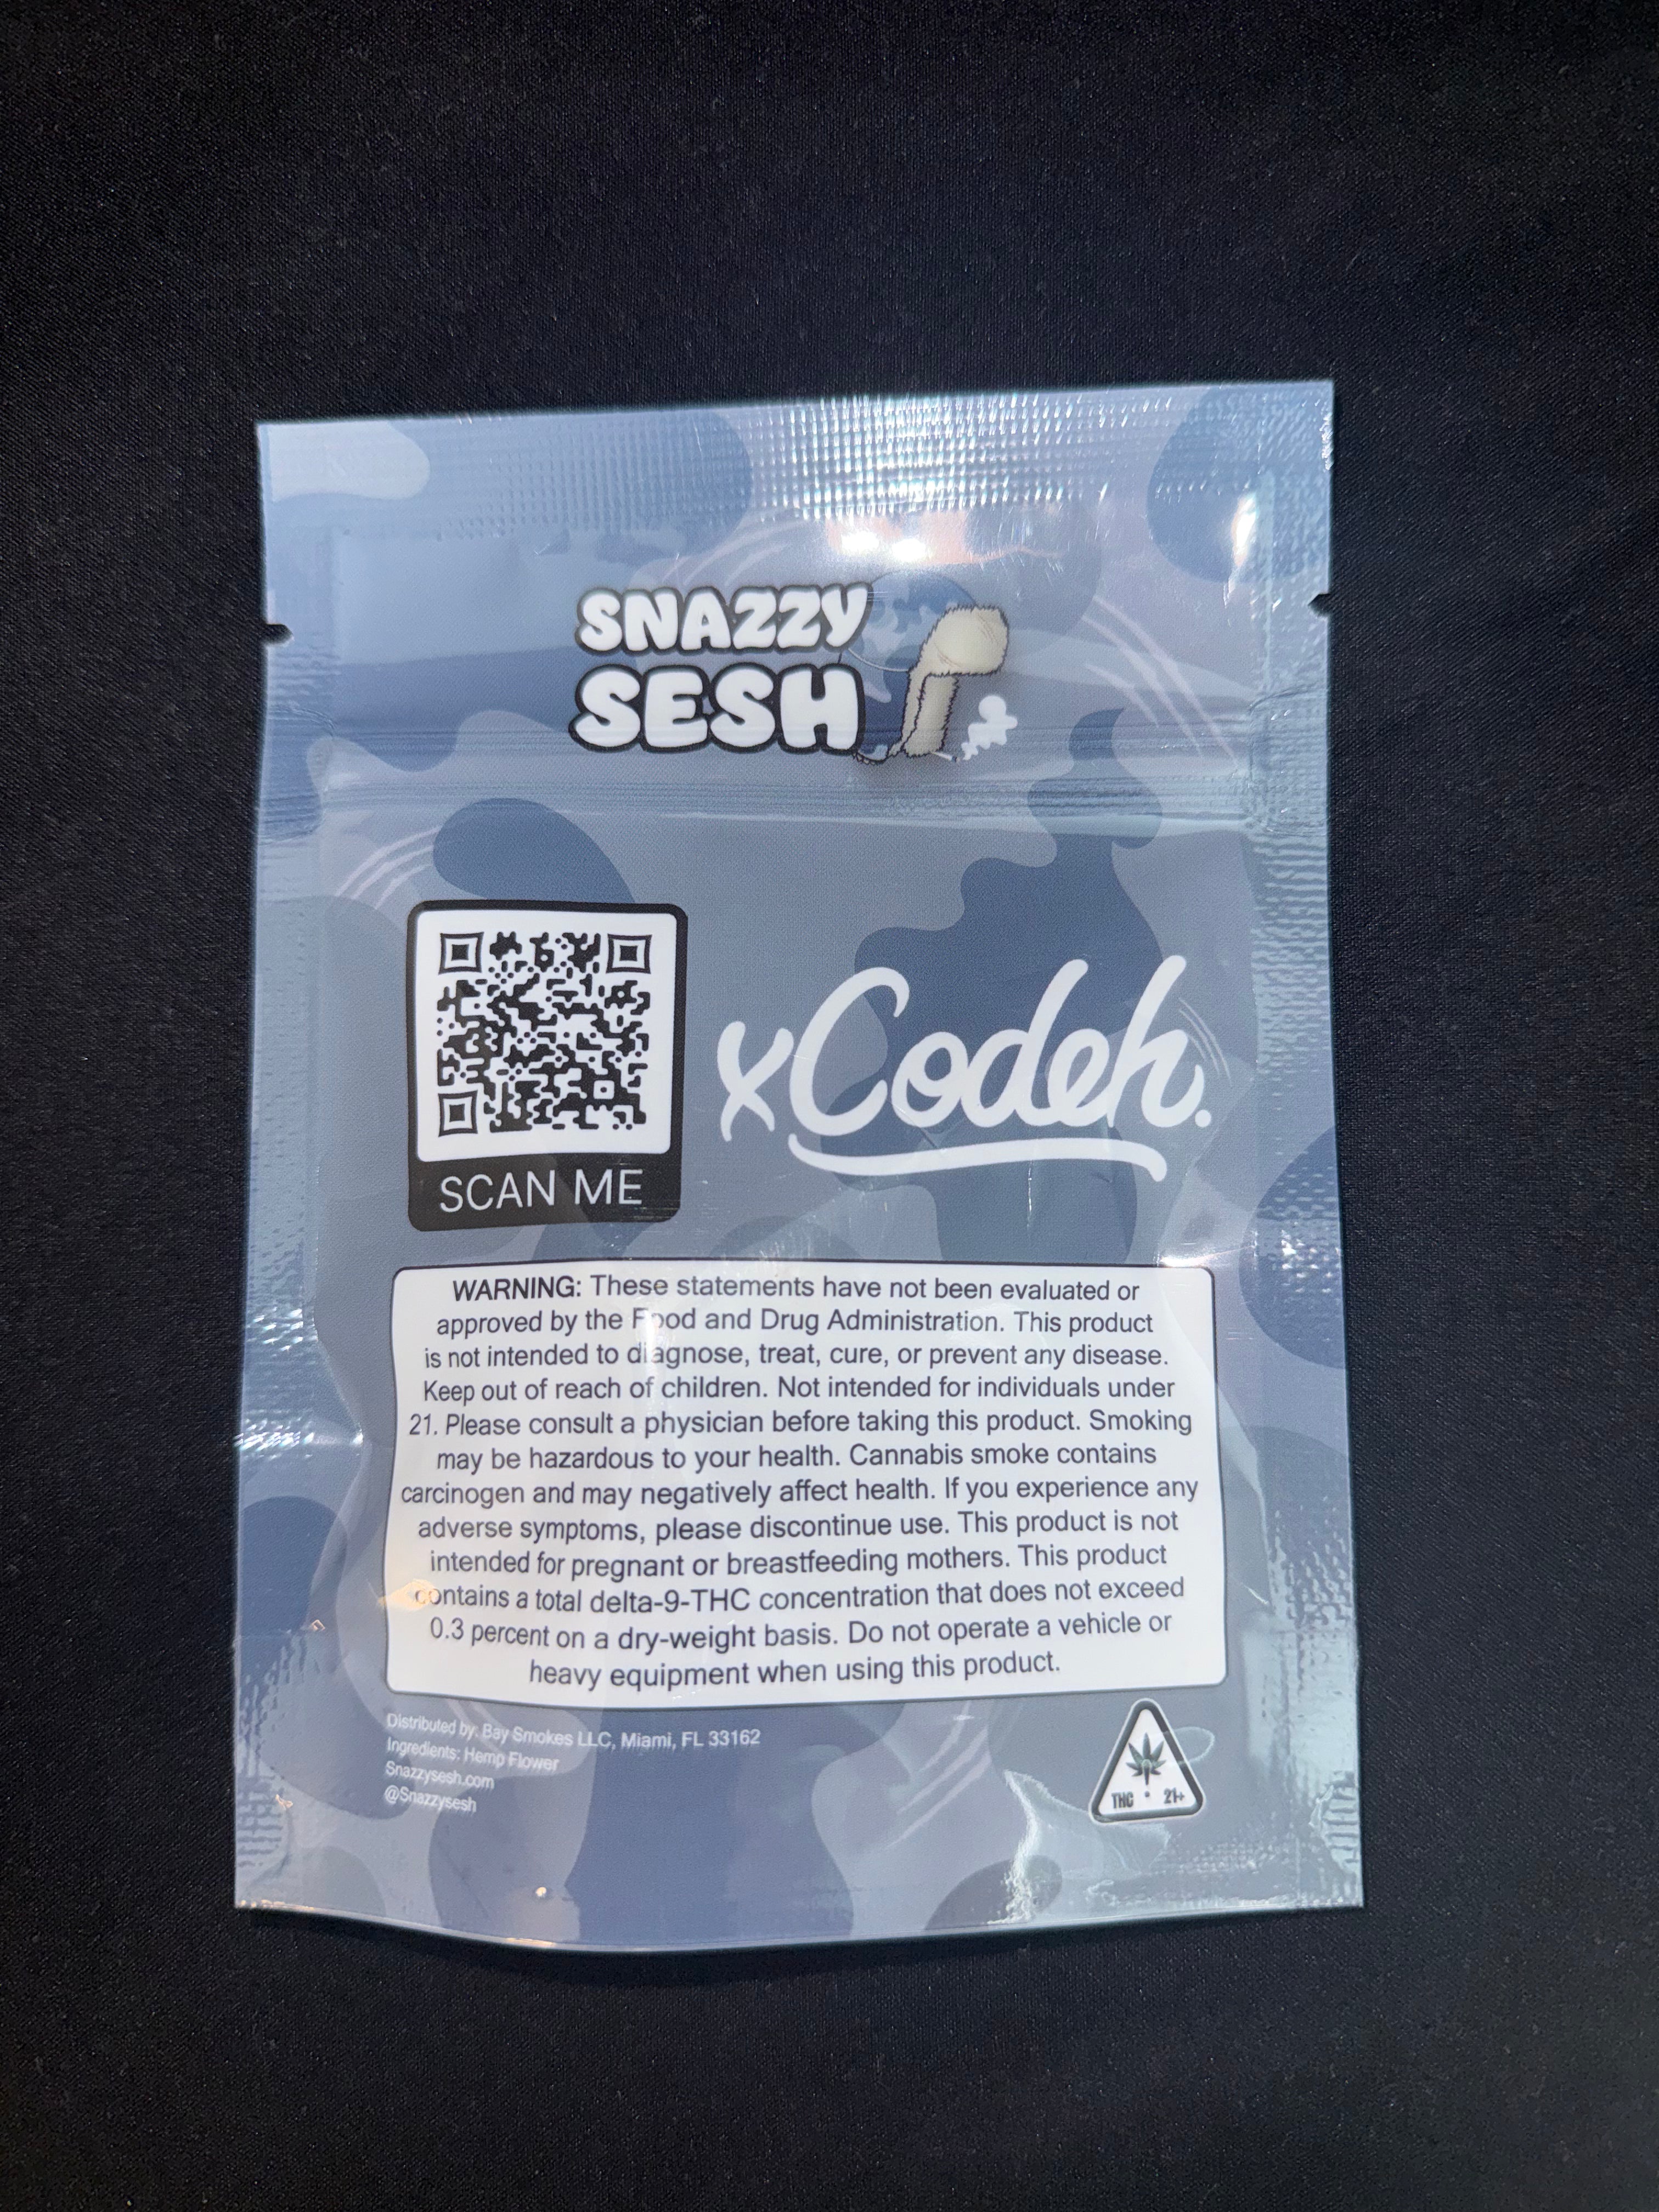 SNAZZY
SESH
xCodeh.
SCAN ME
WARNING: These statements have not been evaluated or
approved by the Food and Drug Administration. This product
is not intended to diagnose, treat, cure, or prevent any disease.
Keep out of reach of children. Not intended for individuals under
21. Please consult a physician before taking this product. Smoking
may be hazardous to your health. Cannabis smoke contains
carcinogen and may negatively affect health. If you experience any
adverse symptoms, please discontinue use. This product is not
intended for pregnant or breastfeeding mothers. This product
contains a total delta-9-THC concentration that does not exceed
0.3 percent on a dry-weight basis. Do not operate a vehicle or
heavy equipment when using this product.
Distributed by: Bay Smokes LLC, Miami, FL 33162
Ingredients: Hemp Flower
Snazzysesh.com
@Snazzysesh
THC • 21+